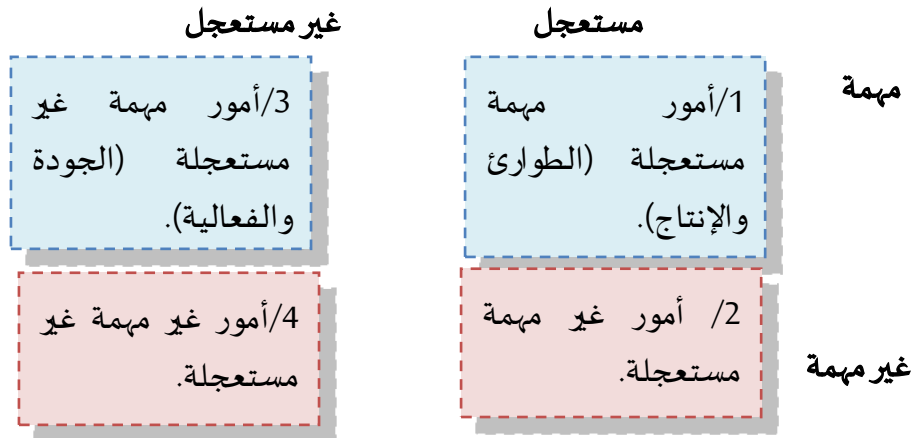 مستعجل
غير مستعجل
مهمة
1/أمور مهمة
مستعجلة (الطوارئ
والإنتاج).
3/أمور مهمة غير
مستعجلة (الجودة
والفعالية).
غير مهمة
2/ أمور غير مهمة
مستعجلة.
4/أمور غير مهمة غير
مستعجلة.